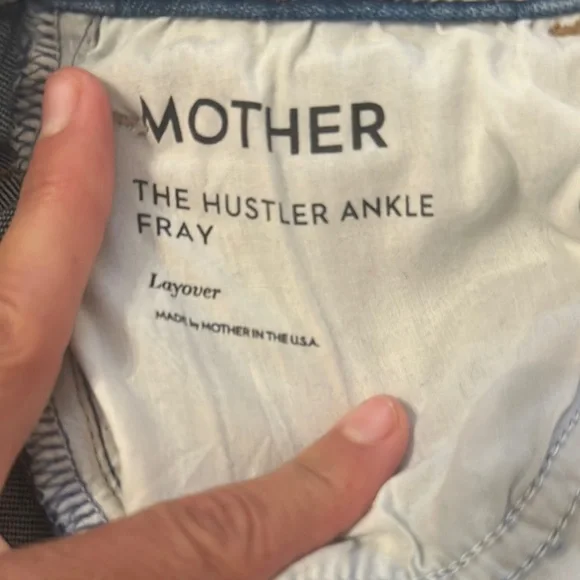 MOTHER
THE HUSTLER ANKLE
FRAY
Layover
MADE by MOTHER IN THE U.S.A.